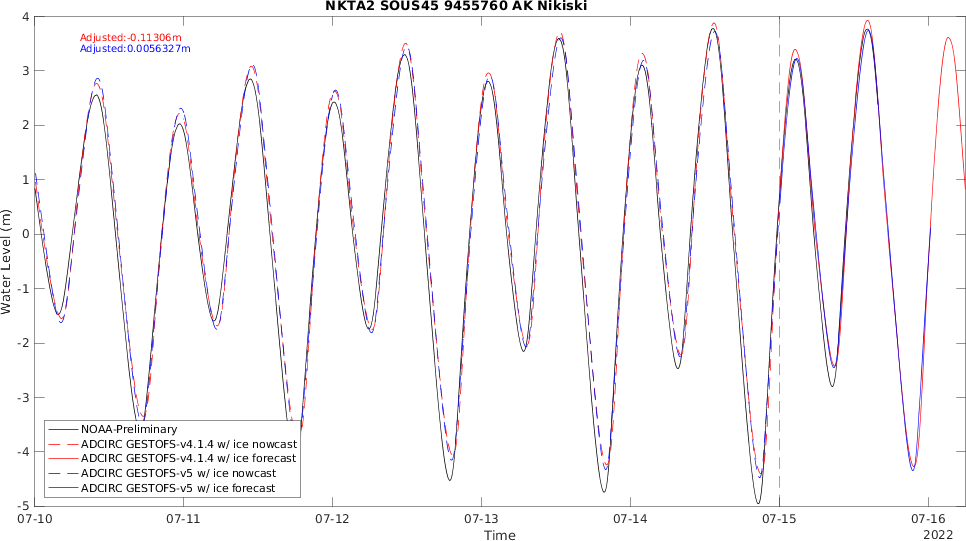 NKTA2 SOUS45 9455760 AK Nikiski
Adjusted:-0.11306m
Adjusted:0.0056327m
4
3
2
1
0
-1
-2
-3
-4
-5
Water Level (m)
NOAA-Preliminary
ADCIRC GESTOFS-v4.1.4 w/ ice nowcast
ADCIRC GESTOFS-v4.1.4 w/ ice forecast
ADCIRC GESTOFS-v5 w/ ice nowcast
ADCIRC GESTOFS-v5 w/ ice forecast
07-10 07-11 07-12 07-13 07-14 07-15 07-16
Time
2022